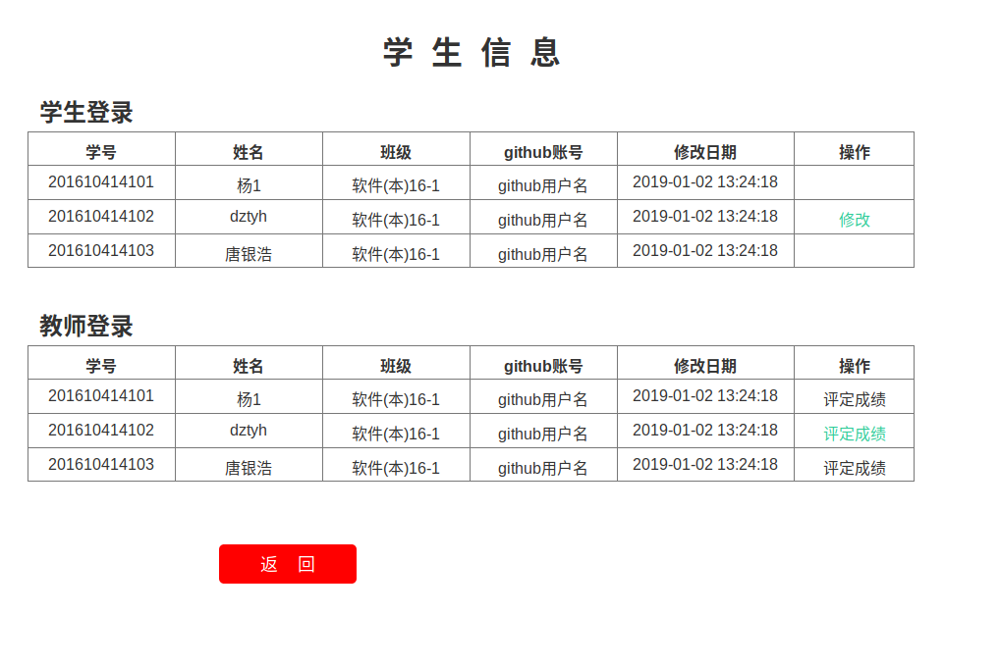 学 生 信 息
学生登录
学号 姓名 班级 github账号 修改日期 操作
201610414101 杨1 软件(本)16-1 github用户名 2019-01-02 13:24:18
201610414102 dztyh 软件(本)16-1 github用户名 2019-01-02 13:24:18 修改
201610414103 唐银浩 软件(本)16-1 github用户名 2019-01-02 13:24:18
教师登录
学号 姓名 班级 github账号 修改日期 操作
201610414101 杨1 软件(本)16-1 github用户名 2019-01-02 13:24:18 评定成绩
201610414102 dztyh 软件(本)16-1 github用户名 2019-01-02 13:24:18 评定成绩
201610414103 唐银浩 软件(本)16-1 github用户名 2019-01-02 13:24:18 评定成绩
返 回